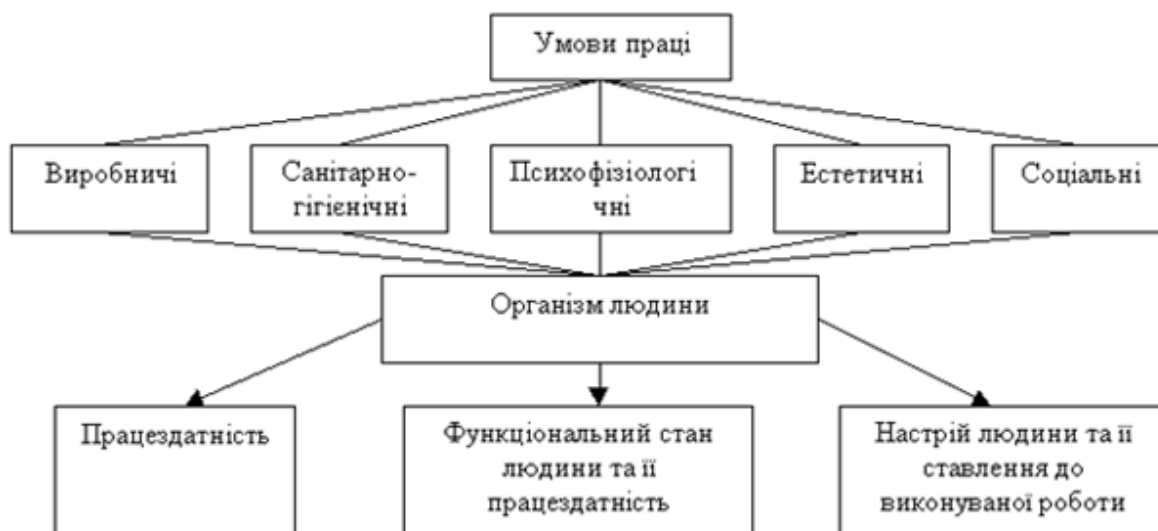 Умови праці
Виробничі
Санітарно-
гігієнічні
Психофізіологі
чні
Естетичні
Соціальні
Організм людини
Працездатність
Функціональний стан
людини та її
працездатність
Настрій людини та її
ставлення до
виконуваної роботи